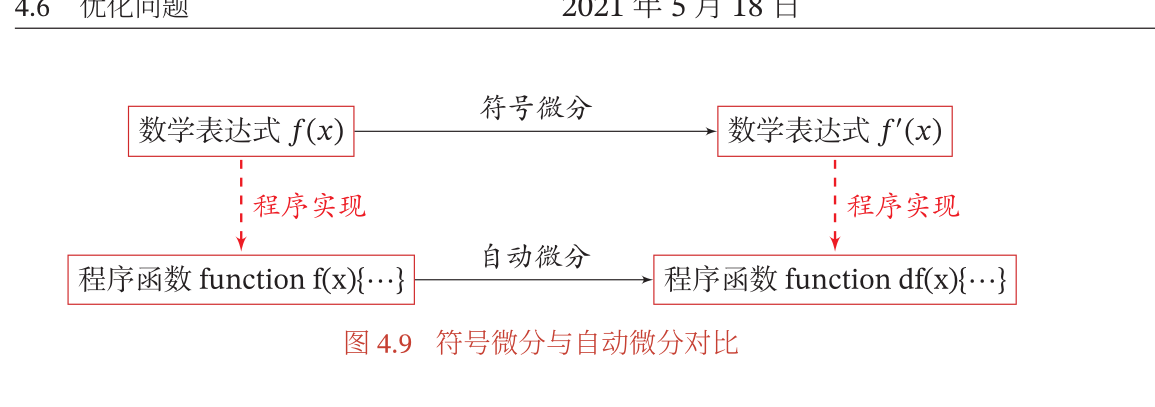 4.6 优化问题 2021 年 5 月 18 日
符号微分
数学表达式 f(x) 数学表达式 f′(x)
程序实现 程序实现
自动微分
程序函数 function f(x){⋯} 程序函数 function df(x){⋯}
图 4.9 符号微分与自动微分对比